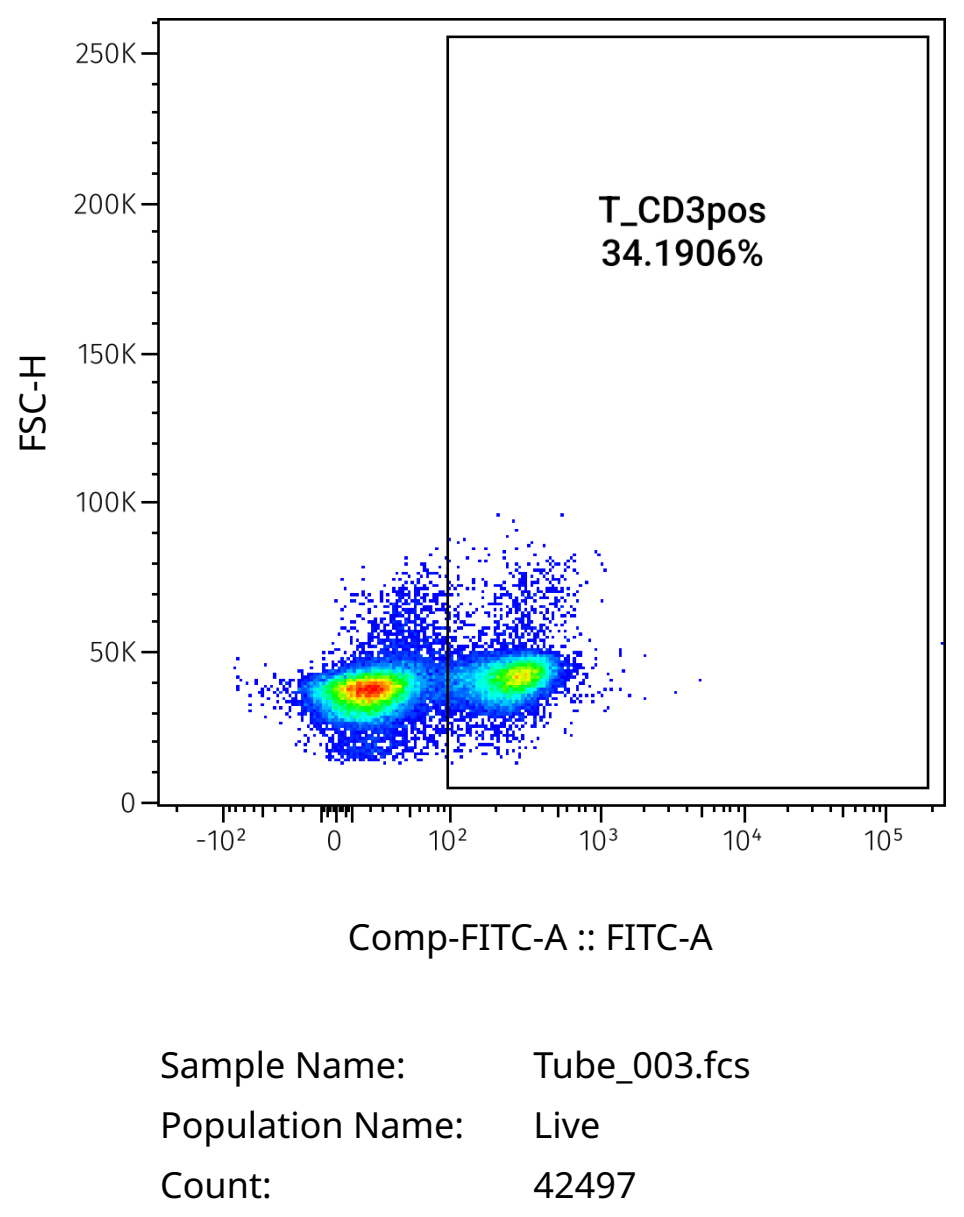 250K
200K
150K
100K
50K
0
FSC-H
T_CD3pos
34.1906%
-10² 0 10² 10³ 10⁴ 10⁵
Comp-FITC-A :: FITC-A
Sample Name: Tube_003.fcs
Population Name: Live
Count: 42497